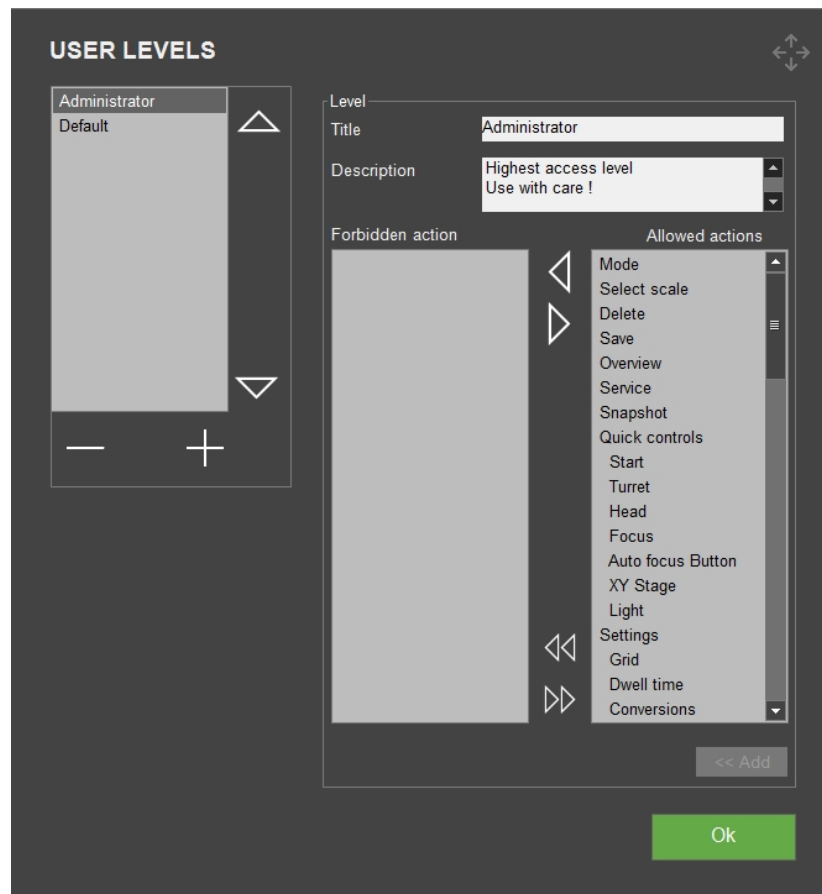 USER LEVELS
Administrator
Default
Level
Title
Administrator
Description
Highest access level
Use with care !
Forbidden action
Allowed actions
Mode
Select scale
Delete
Save
Overview
Service
Snapshot
Quick controls
Start
Turret
Head
Focus
Auto focus Button
XY Stage
Light
Settings
Grid
Dwell time
Conversions
<< Add
Ok